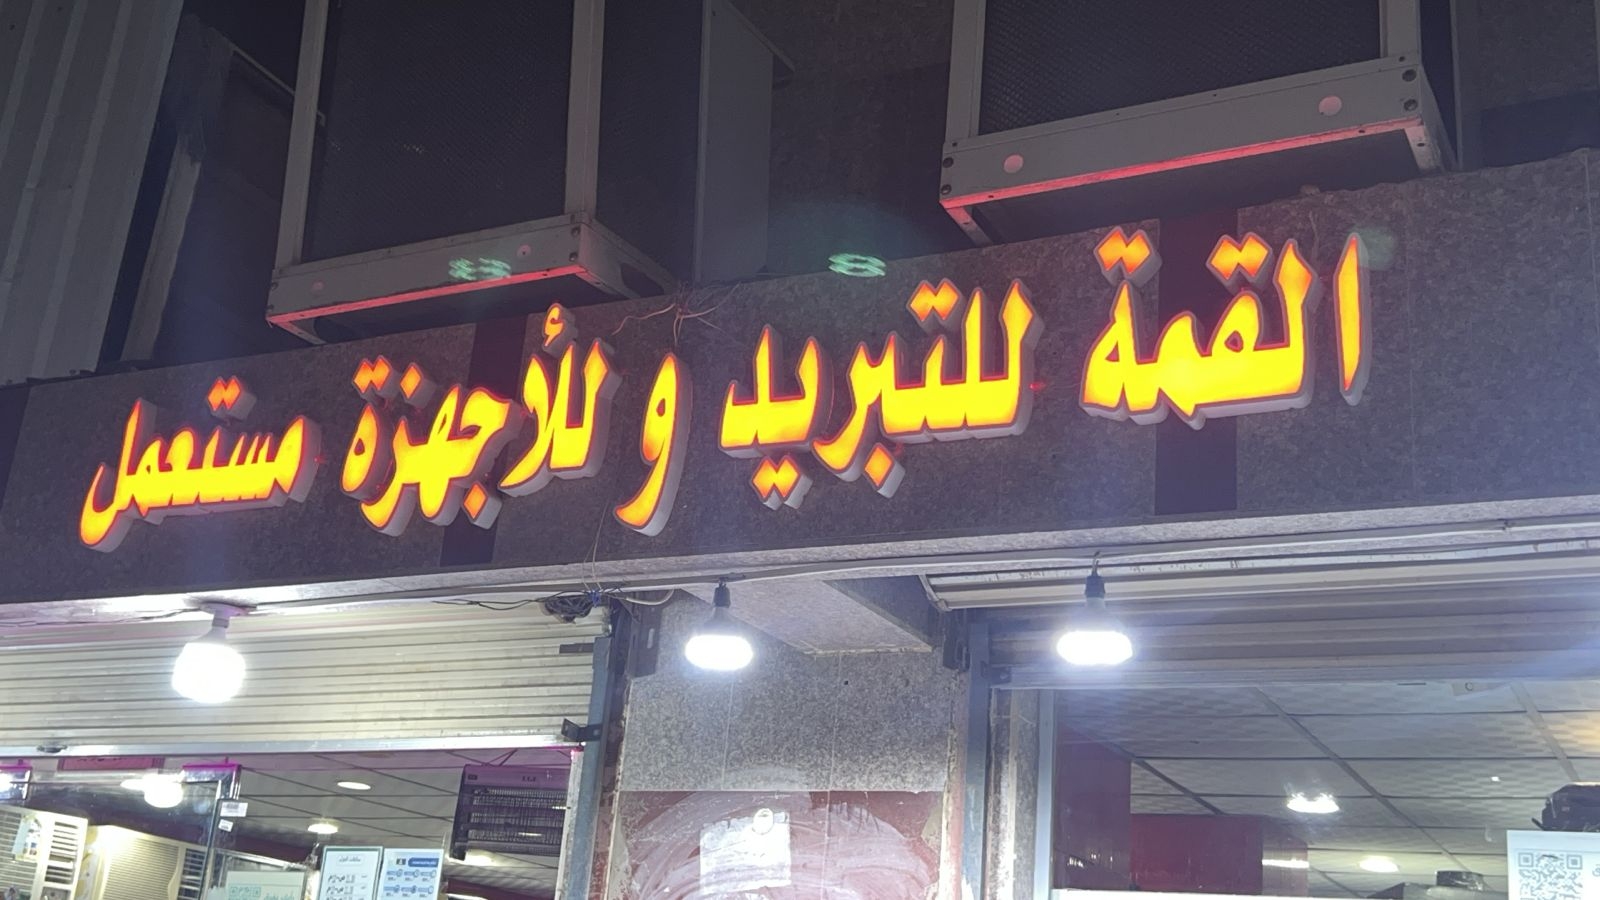 القمة للتبريد و للأجهزة مستعمل